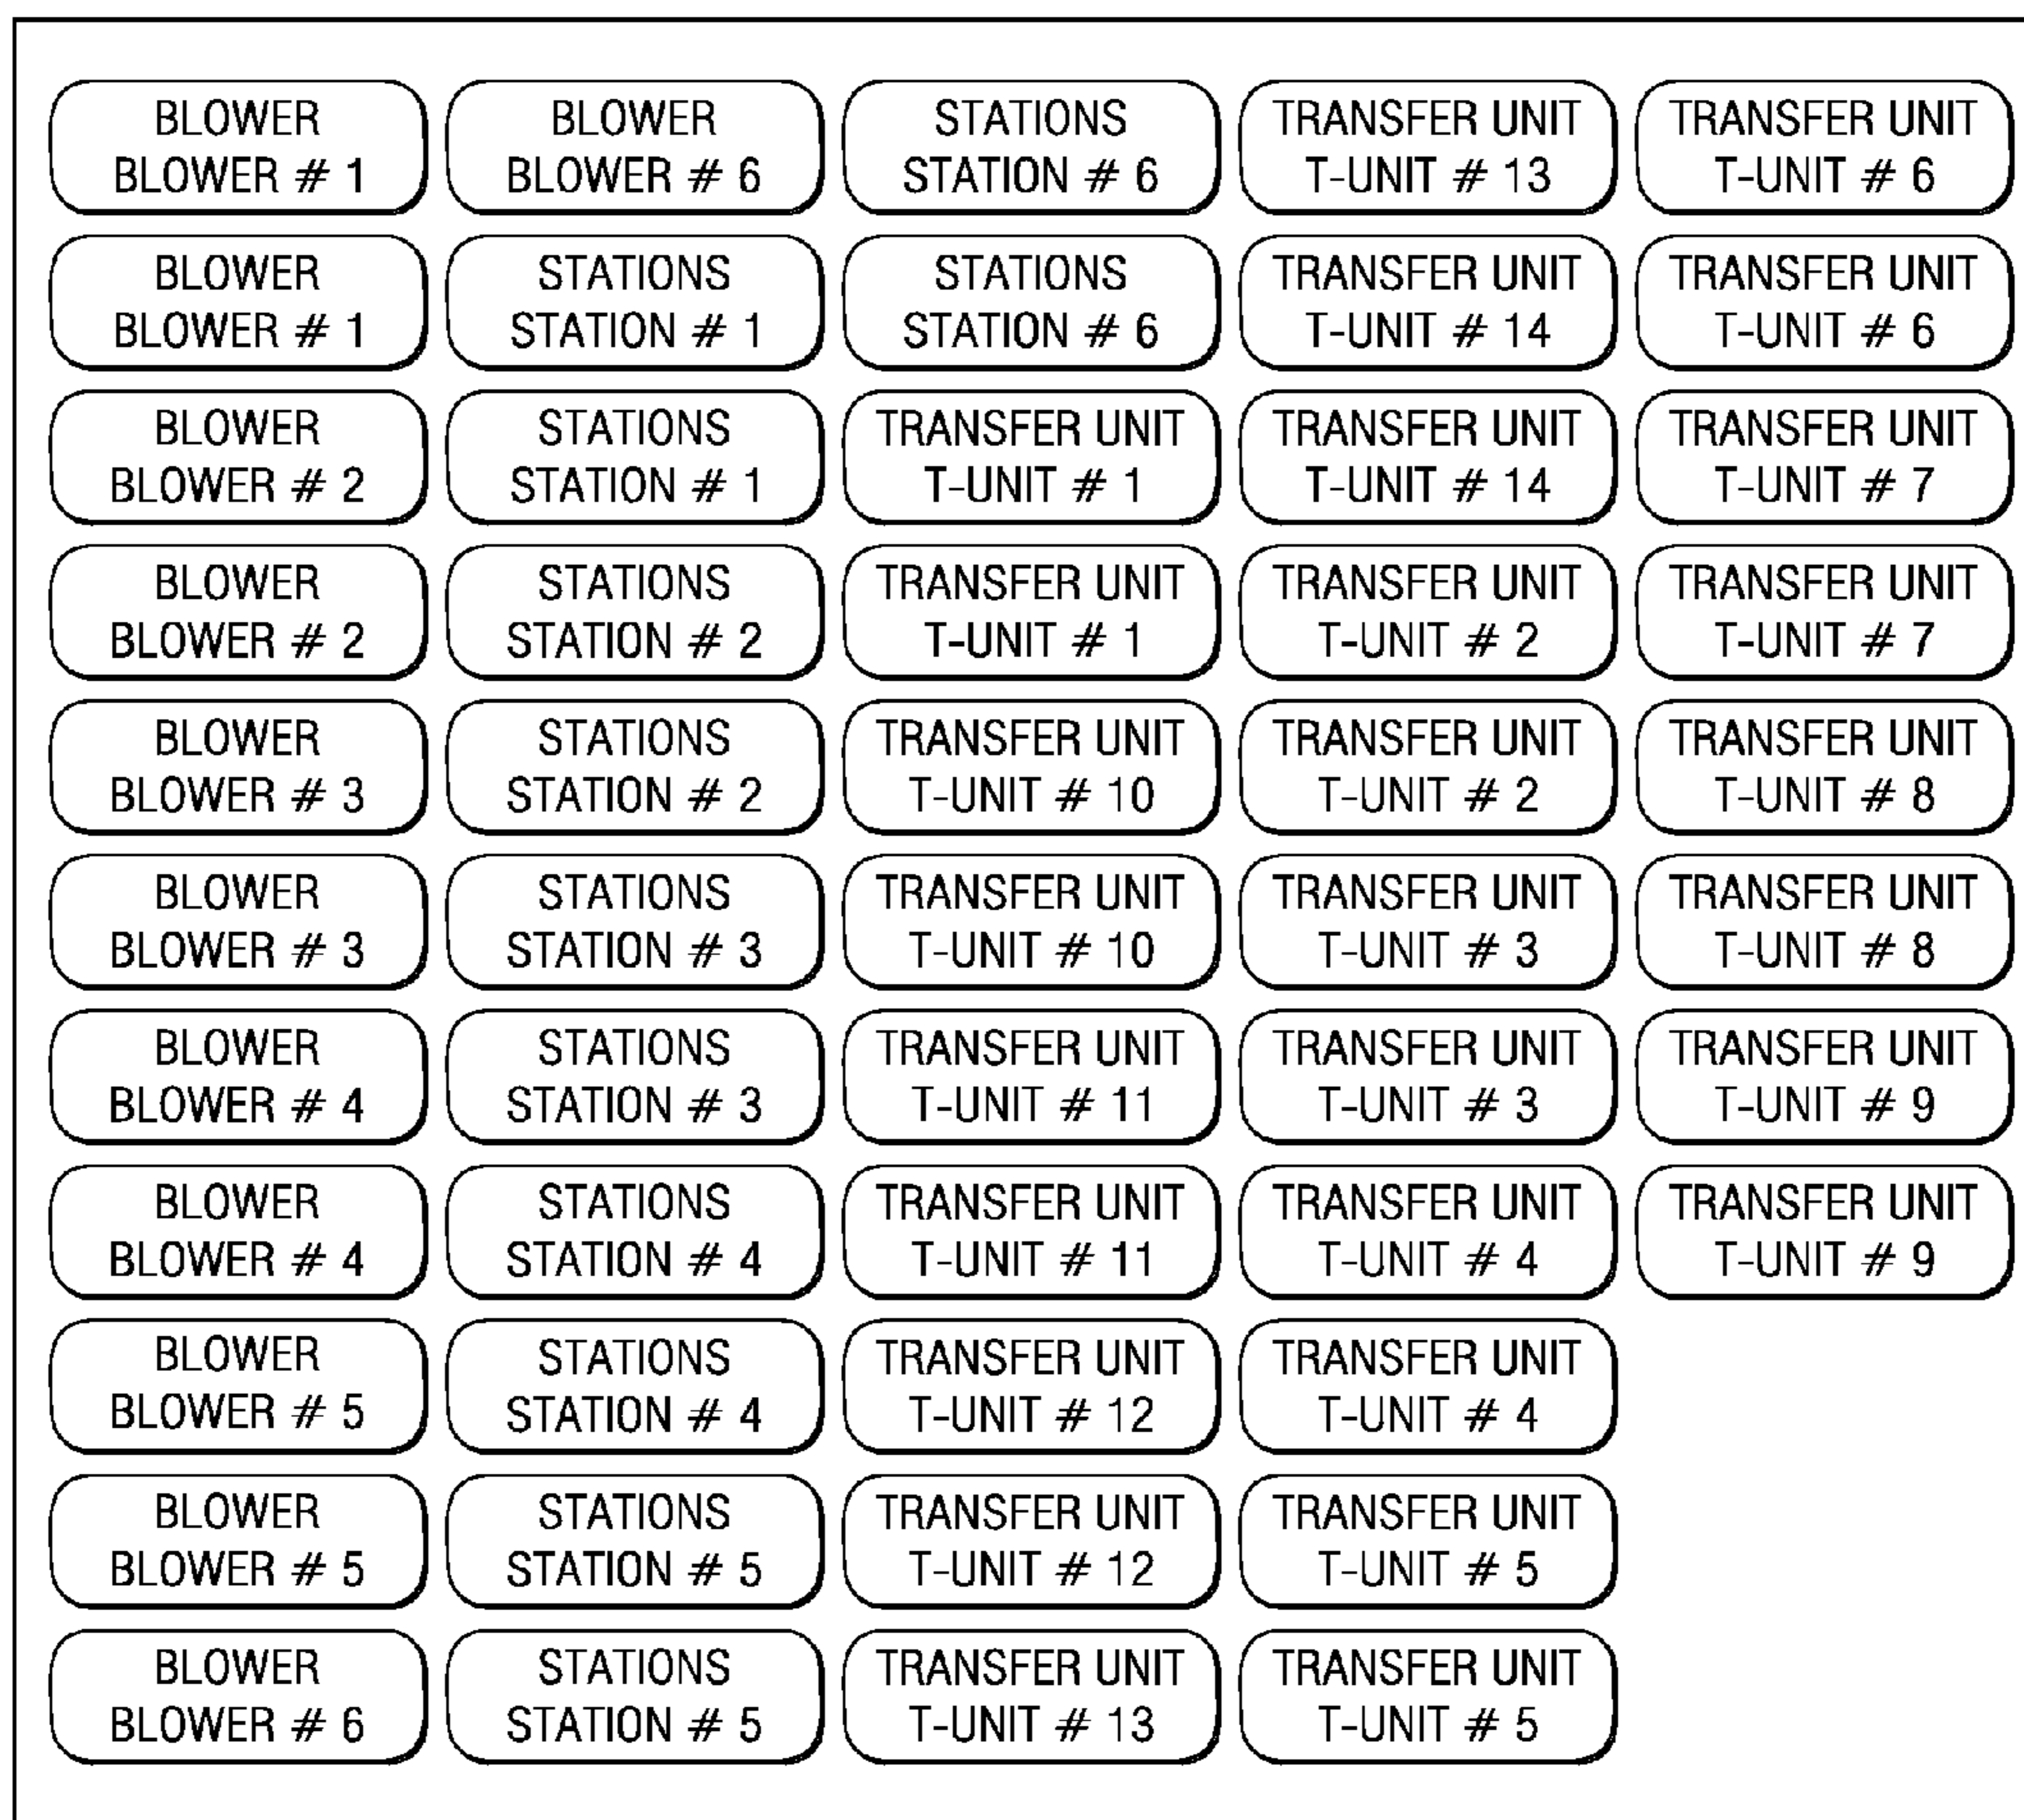 BLOWER
BLOWER # 1
BLOWER
BLOWER # 1
BLOWER
BLOWER # 2
BLOWER
BLOWER # 2
BLOWER
BLOWER # 3
BLOWER
BLOWER # 3
BLOWER
BLOWER # 4
BLOWER
BLOWER # 4
BLOWER
BLOWER # 5
BLOWER
BLOWER # 5
BLOWER
BLOWER # 6
BLOWER
BLOWER # 6
STATIONS
STATION # 1
STATIONS
STATION # 1
STATIONS
STATION # 2
STATIONS
STATION # 2
STATIONS
STATION # 3
STATIONS
STATION # 3
STATIONS
STATION # 4
STATIONS
STATION # 4
STATIONS
STATION # 5
STATIONS
STATION # 5
STATIONS
STATION # 6
STATIONS
STATION # 6
TRANSFER UNIT
T-UNIT # 1
TRANSFER UNIT
T-UNIT # 1
TRANSFER UNIT
T-UNIT # 10
TRANSFER UNIT
T-UNIT # 10
TRANSFER UNIT
T-UNIT # 11
TRANSFER UNIT
T-UNIT # 11
TRANSFER UNIT
T-UNIT # 12
TRANSFER UNIT
T-UNIT # 12
TRANSFER UNIT
T-UNIT # 13
TRANSFER UNIT
T-UNIT # 13
TRANSFER UNIT
T-UNIT # 14
TRANSFER UNIT
T-UNIT # 14
TRANSFER UNIT
T-UNIT # 2
TRANSFER UNIT
T-UNIT # 2
TRANSFER UNIT
T-UNIT # 3
TRANSFER UNIT
T-UNIT # 3
TRANSFER UNIT
T-UNIT # 4
TRANSFER UNIT
T-UNIT # 4
TRANSFER UNIT
T-UNIT # 5
TRANSFER UNIT
T-UNIT # 5
TRANSFER UNIT
T-UNIT # 6
TRANSFER UNIT
T-UNIT # 6
TRANSFER UNIT
T-UNIT # 7
TRANSFER UNIT
T-UNIT # 7
TRANSFER UNIT
T-UNIT # 8
TRANSFER UNIT
T-UNIT # 8
TRANSFER UNIT
T-UNIT # 9
TRANSFER UNIT
T-UNIT # 9